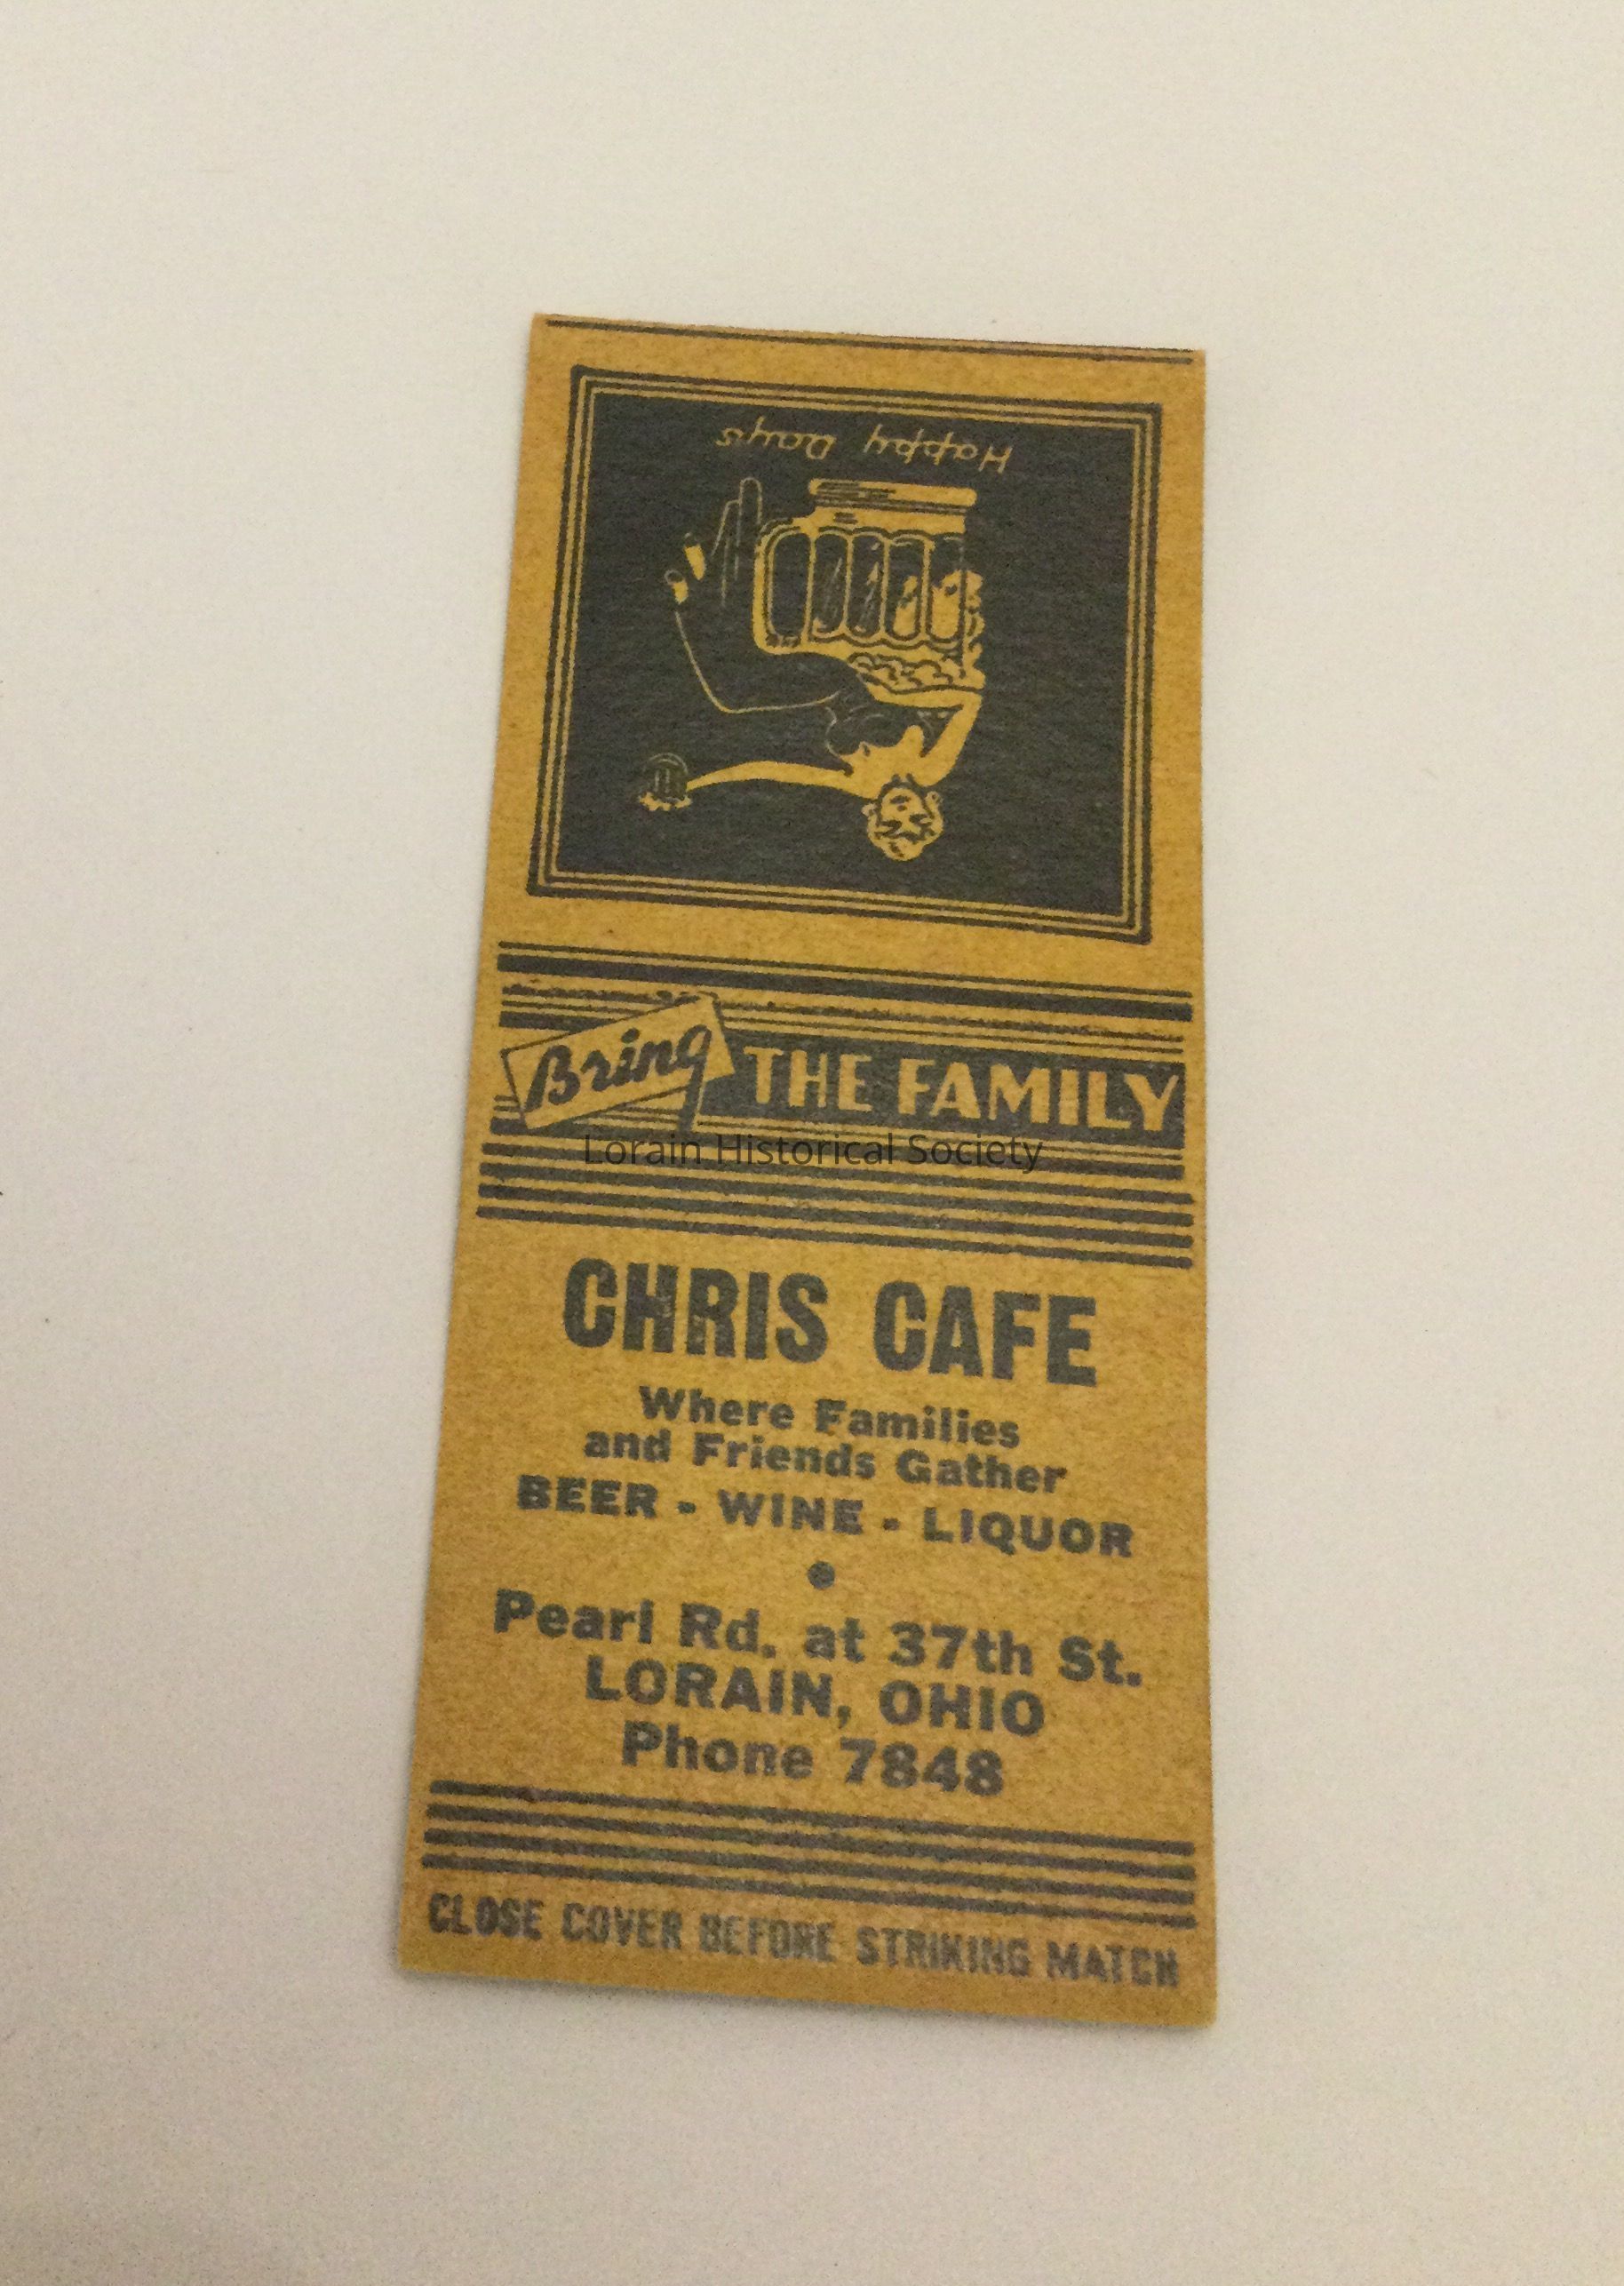 Happy Days
Bring THE FAMILY
Lorain Historical Society
CHRIS CAFE
Where Families
and Friends Gather
BEER - WINE - LIQUOR
Pearl Rd. at 37th St.
LORAIN, OHIO
Phone 7848
CLOSE COVER BEFORE STRIKING MATCH